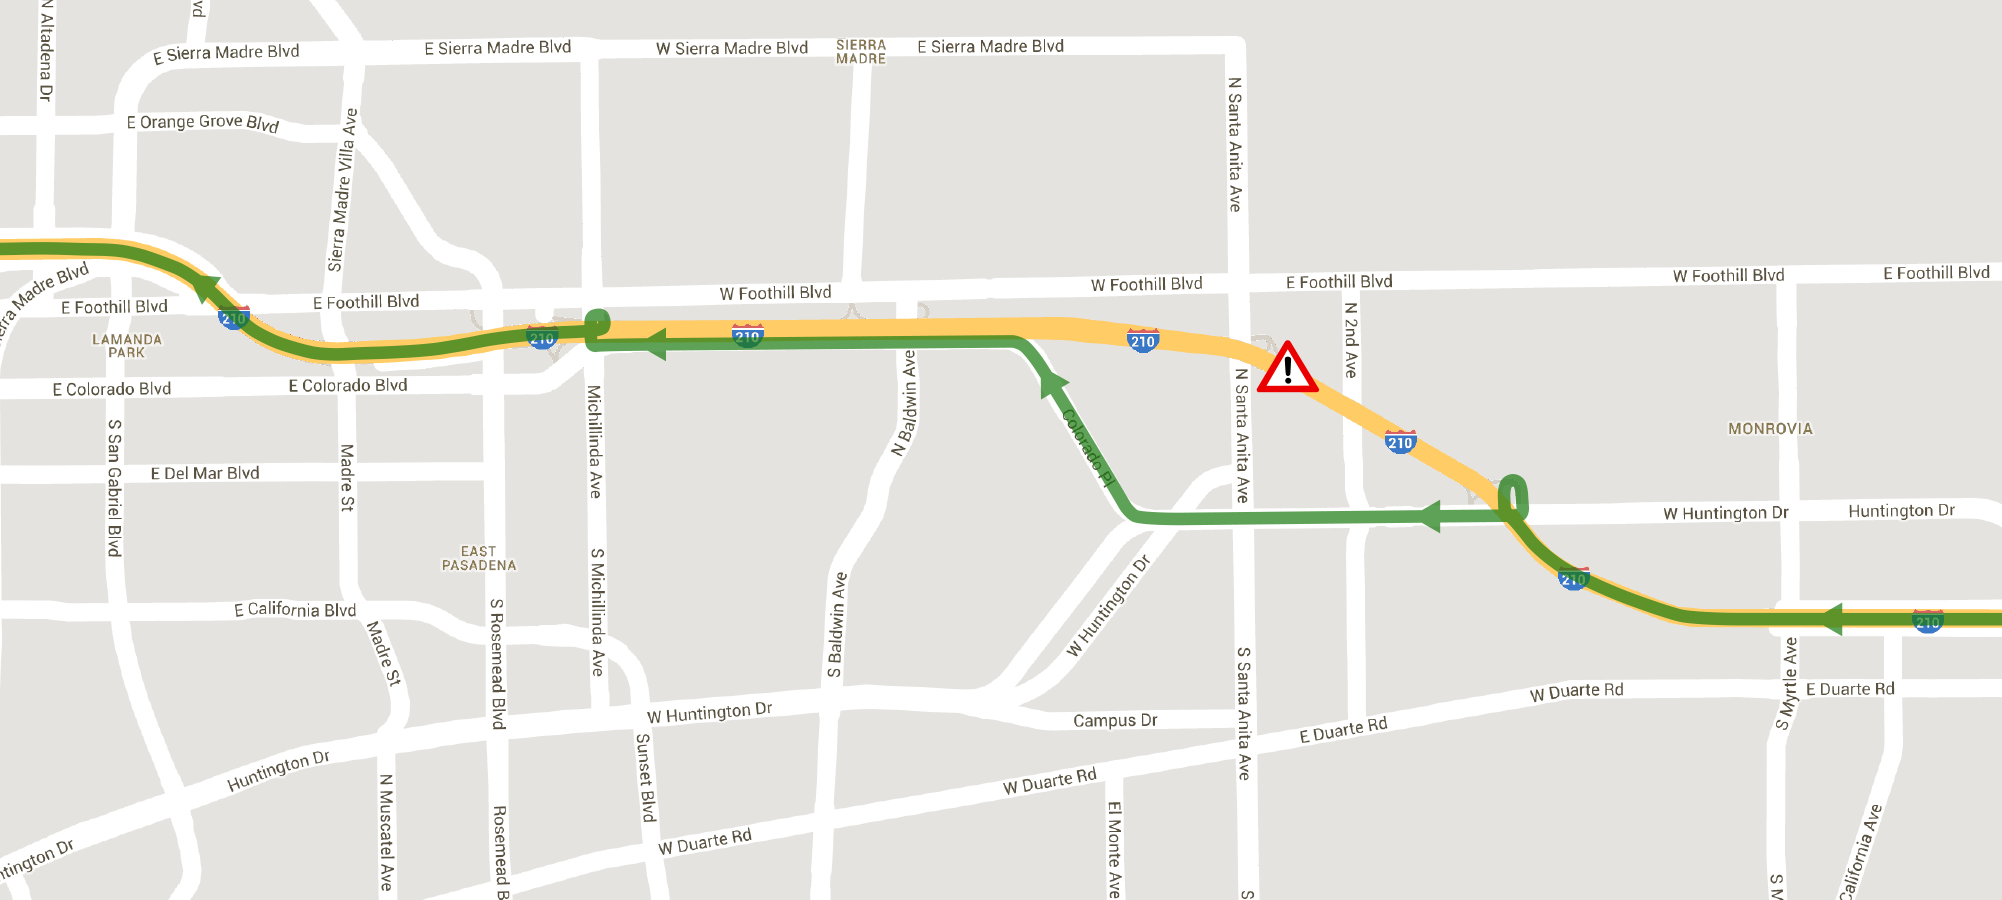 N Altadena Dr
E Sierra Madre Blvd
E Sierra Madre Blvd
W Sierra Madre Blvd
SIERRA
MADRE
E Sierra Madre Blvd
N Santa Anita Ave
E Orange Grove Blvd
Sierra Madre Villa Ave
E Foothill Blvd
E Foothill Blvd
W Foothill Blvd
W Foothill Blvd
E Foothill Blvd
W Foothill Blvd
E Foothill Blvd
Madre Blvd
210
210
210
210
N 2nd Ave
!
LAMANDA
PARK
E Colorado Blvd
E Colorado Blvd
Michillinda Ave
N Baldwin Ave
Colorado Pl
N Santa Anita Ave
210
MONROVIA
S San Gabriel Blvd
Madre St
E Del Mar Blvd
W Huntington Dr
Huntington Dr
EAST
PASADENA
S Michillinda Ave
S Baldwin Ave
W Huntington Dr
210
210
E California Blvd
Madre St
S Rosemead Blvd
S Santa Anita Ave
S Myrtle Ave
W Duarte Rd
E Duarte Rd
W Huntington Dr
Campus Dr
E Duarte Rd
Huntington Dr
Sunset Blvd
W Duarte Rd
N Muscatel Ave
Rosemead B
W Duarte Rd
El Monte Ave
California Ave
ntington Dr
S
S M